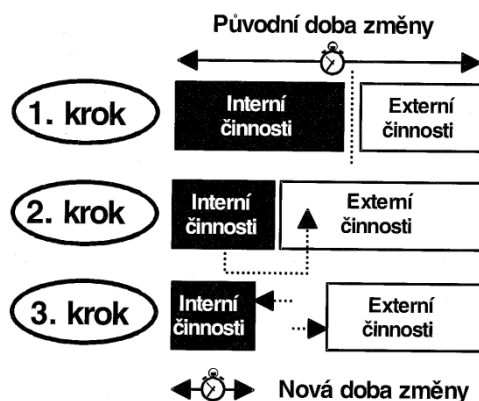 Původní doba změny
1. krok
Interní
činnosti
Externí
činnosti
2. krok
Interní
činnosti
Externí
činnosti
3. krok
Interní
činnosti
Externí
činnosti
Nová doba změny